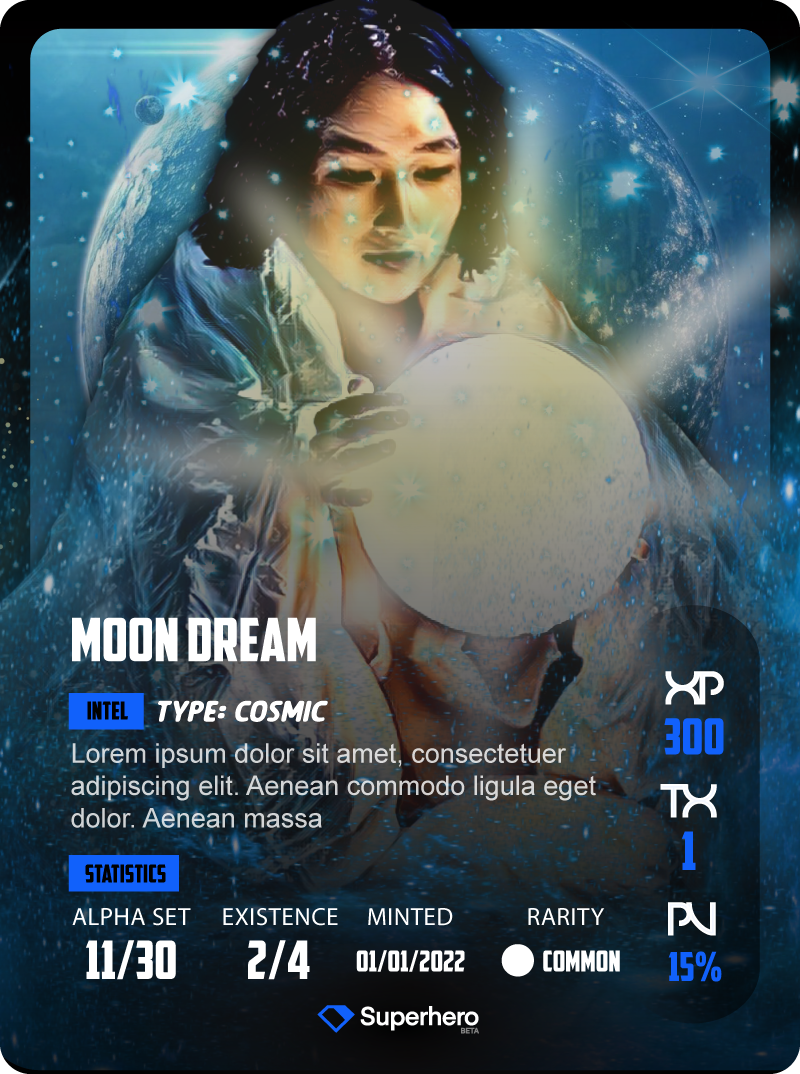 MOON DREAM
INTEL TYPE: COSMIC
Lorem ipsum dolor sit amet, consectetuer
adipiscing elit. Aenean commodo ligula eget
dolor. Aenean massa
STATISTICS
ALPHA SET EXISTENCE MINTED RARITY
11/30 2/4 01/01/2022 COMMON
XP
300
TX
1
PV
15%
Superhero
BETA